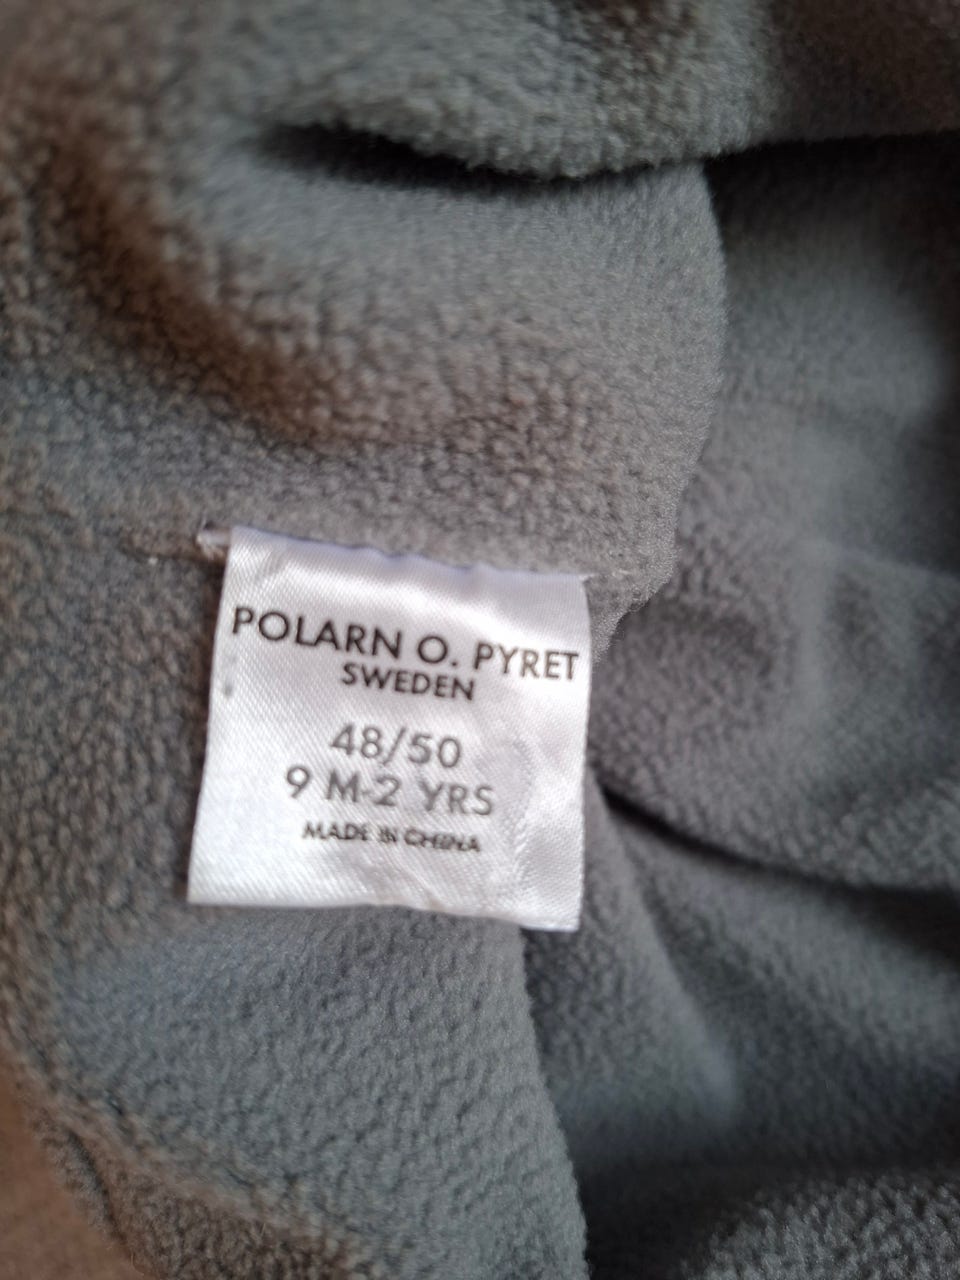 POLARN O. PYRET
SWEDEN
48/50
9 M-2 YRS
MADE IN CHINA